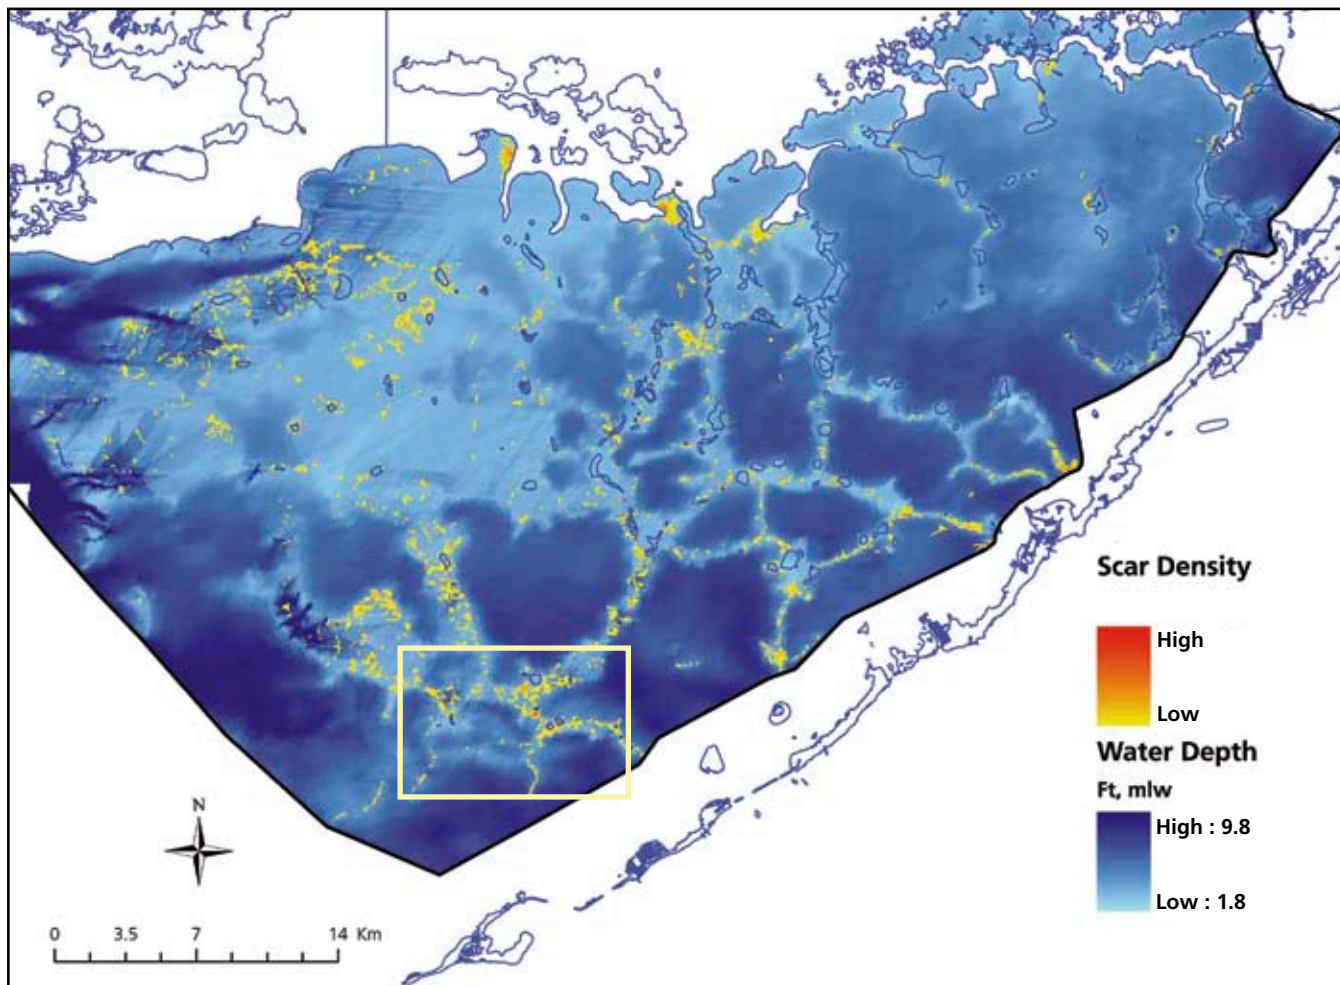 Scar Density
High
Low
Water Depth
Ft, mlw
High : 9.8
Low : 1.8
N
0 3.5 7 14 Km